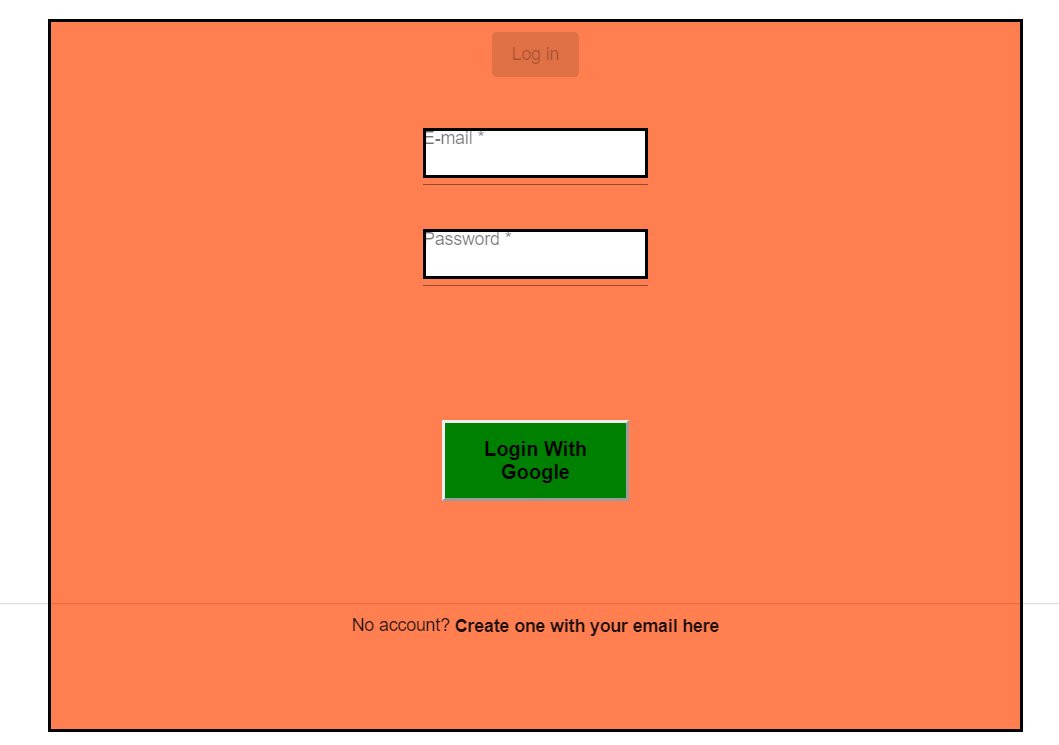 Log in
E-mail *
Password *
Login With
Google
No account? Create one with your email here